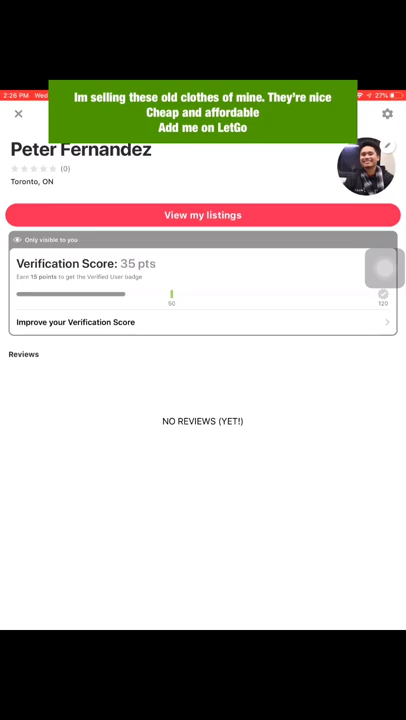 Im selling these old clothes of mine. They're nice
Cheap and affordable
Add me on LetGo
2:26 PM Wed
27%
Peter Fernandez
(0)
Toronto, ON
View my listings
Only visible to you
Verification Score: 35 pts
Earn 15 points to get the Verified User badge
50
120
Improve your Verification Score
Reviews
NO REVIEWS (YET!)